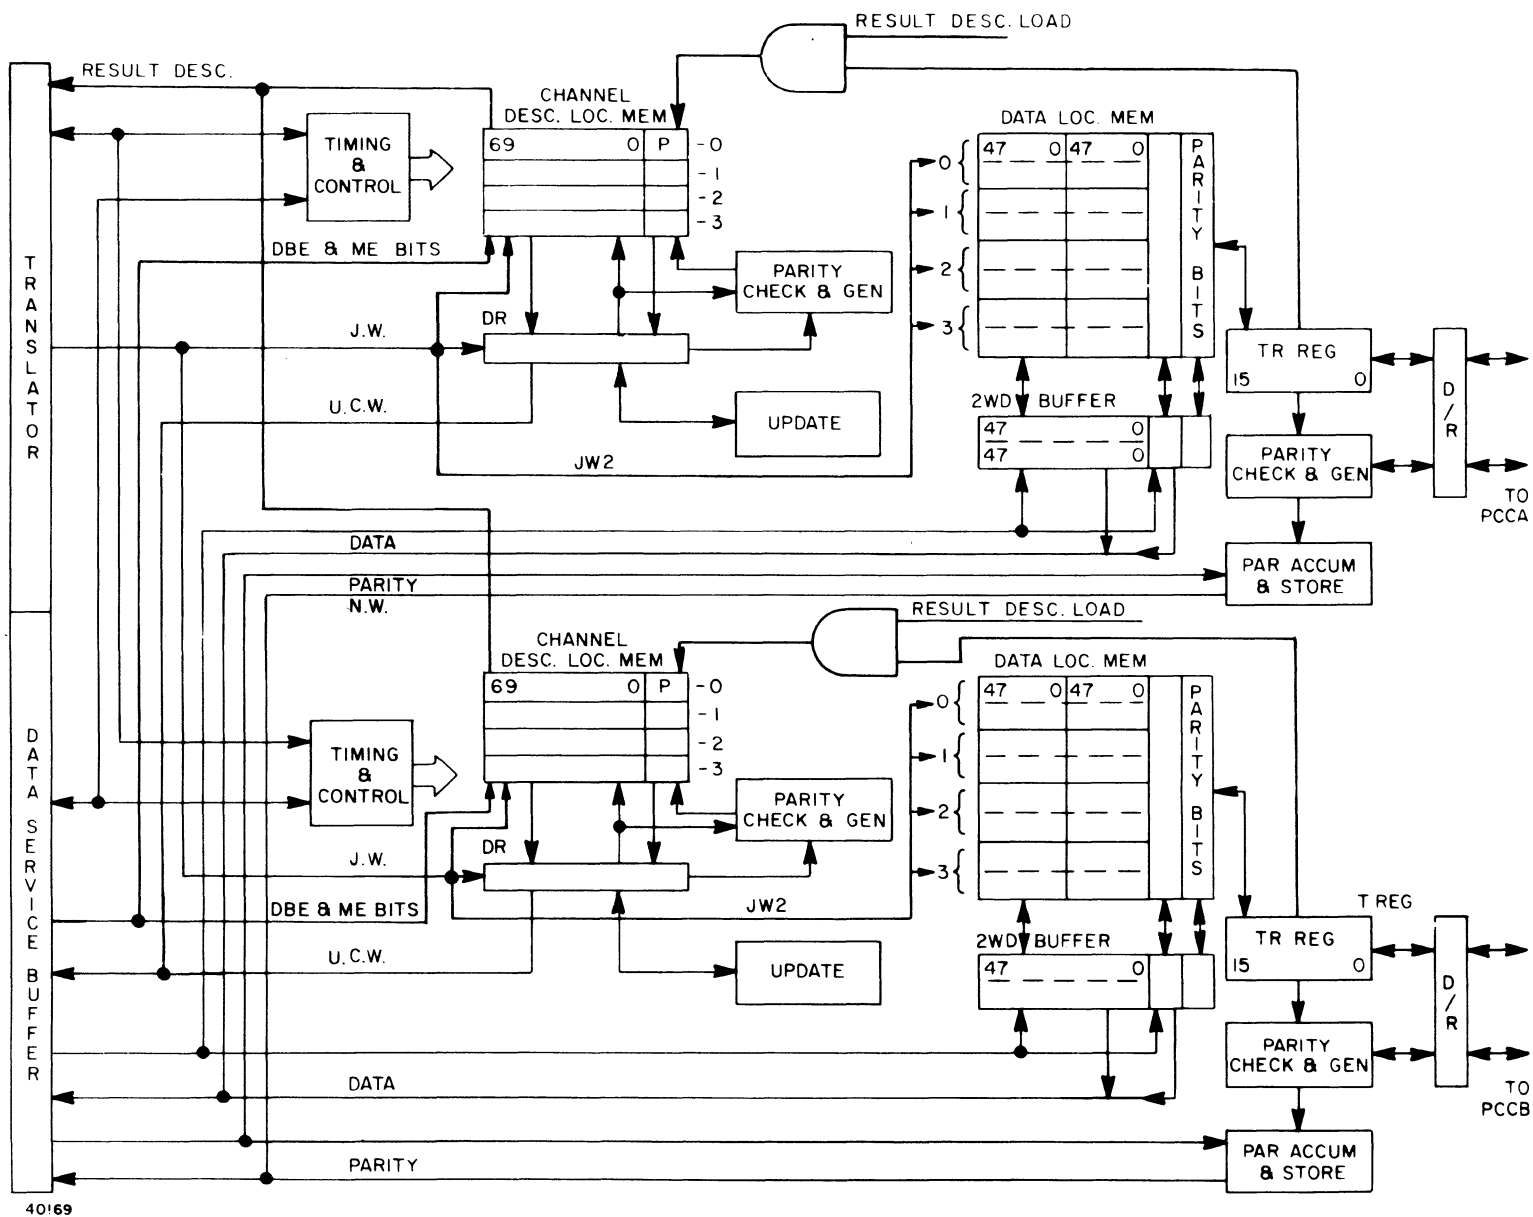 RESULT DESC. LOAD
RESULT DESC.
CHANNEL
DESC. LOC. MEM
DATA LOC. MEM
TIMING
&
CONTROL
69 0 P -0
-1
-2
-3
0
1
2
3
47 0 47 0
PARITY BITS
DBE & ME BITS
PARITY
CHECK & GEN
DR
J.W.
TR REG
15 0
D/R
U.C.W.
UPDATE
2WD BUFFER
47 0
47 0
PARITY
CHECK & GEN
JW2
TO
PCCA
DATA
PAR ACCUM
& STORE
PARITY
N.W.
TRANSLATOR
RESULT DESC. LOAD
CHANNEL
DESC. LOC. MEM
DATA LOC. MEM
69 0 P -0
-1
-2
-3
0
1
2
3
47 0 47 0
PARITY BITS
TIMING
&
CONTROL
PARITY
CHECK & GEN
DR
J.W.
DBE & ME BITS
JW2
T REG
TR REG
15 0
D/R
U.C.W.
UPDATE
2WD BUFFER
47 0
PARITY
CHECK & GEN
DATA
TO
PCCB
PARITY
PAR ACCUM
& STORE
DATA SERVICE BUFFER
40169